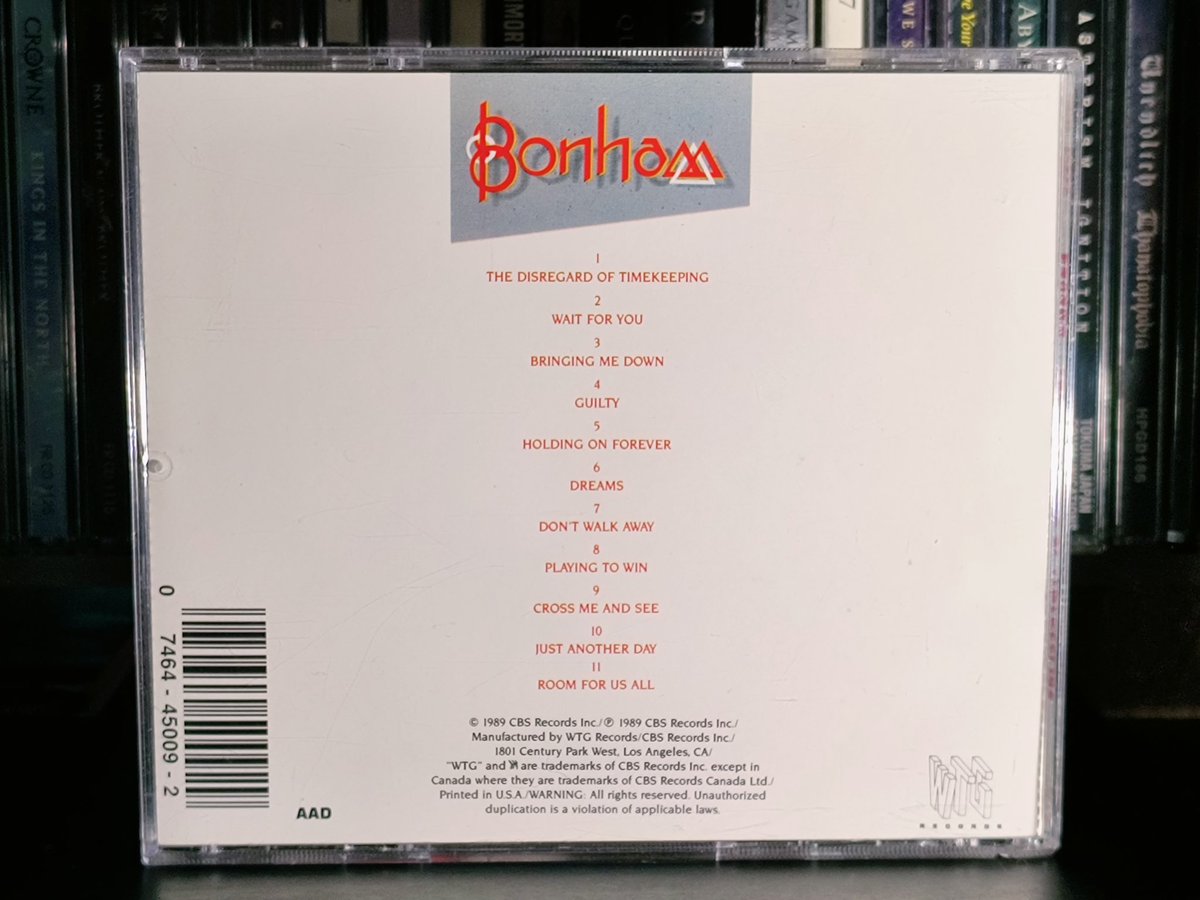 CROWNE
KINGS IN THE NORTH
Bonham
1
THE DISREGARD OF TIMEKEEPING
2
WAIT FOR YOU
3
BRINGING ME DOWN
4
GUILTY
5
HOLDING ON FOREVER
6
DREAMS
7
DON'T WALK AWAY
8
PLAYING TO WIN
9
CROSS ME AND SEE
10
JUST ANOTHER DAY
11
ROOM FOR US ALL
© 1989 CBS Records Inc./℗ 1989 CBS Records Inc./
Manufactured by WTG Records/CBS Records Inc./
1801 Century Park West, Los Angeles, CA/
"WTG" and are trademarks of CBS Records Inc. except in
Canada where they are trademarks of CBS Records Canada Ltd./
Printed in U.S.A./WARNING: All rights reserved. Unauthorized
duplication is a violation of applicable laws.
0 7464-45009-2
AAD
WTG
RECORDS
TOKUMA JAPAN
MPCD185